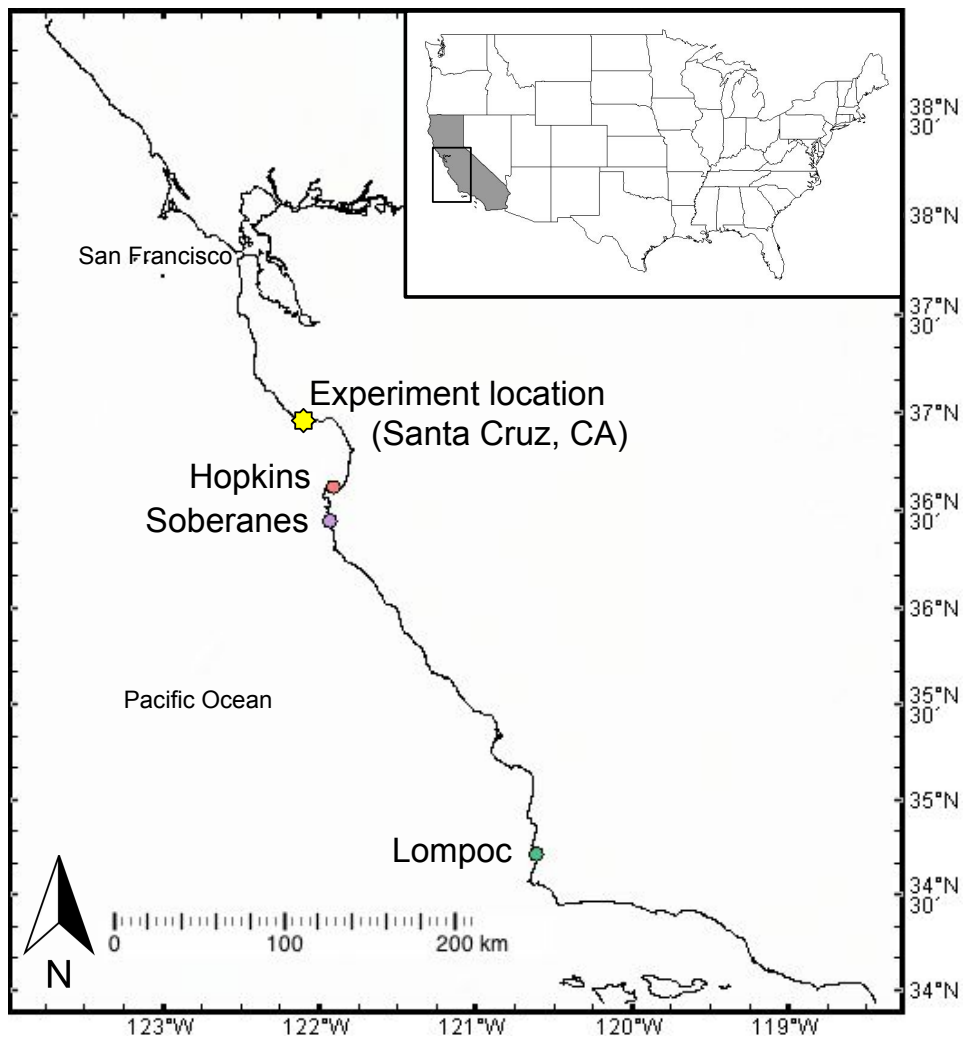 38°N
30′
38°N
San Francisco
37°N
30′
Experiment location
(Santa Cruz, CA)
37°N
Hopkins
Soberanes
36°N
30′
36°N
Pacific Ocean
35°N
30′
35°N
Lompoc
34°N
30′
0
100
200 km
N
34°N
123°W
122°W
121°W
120°W
119°W